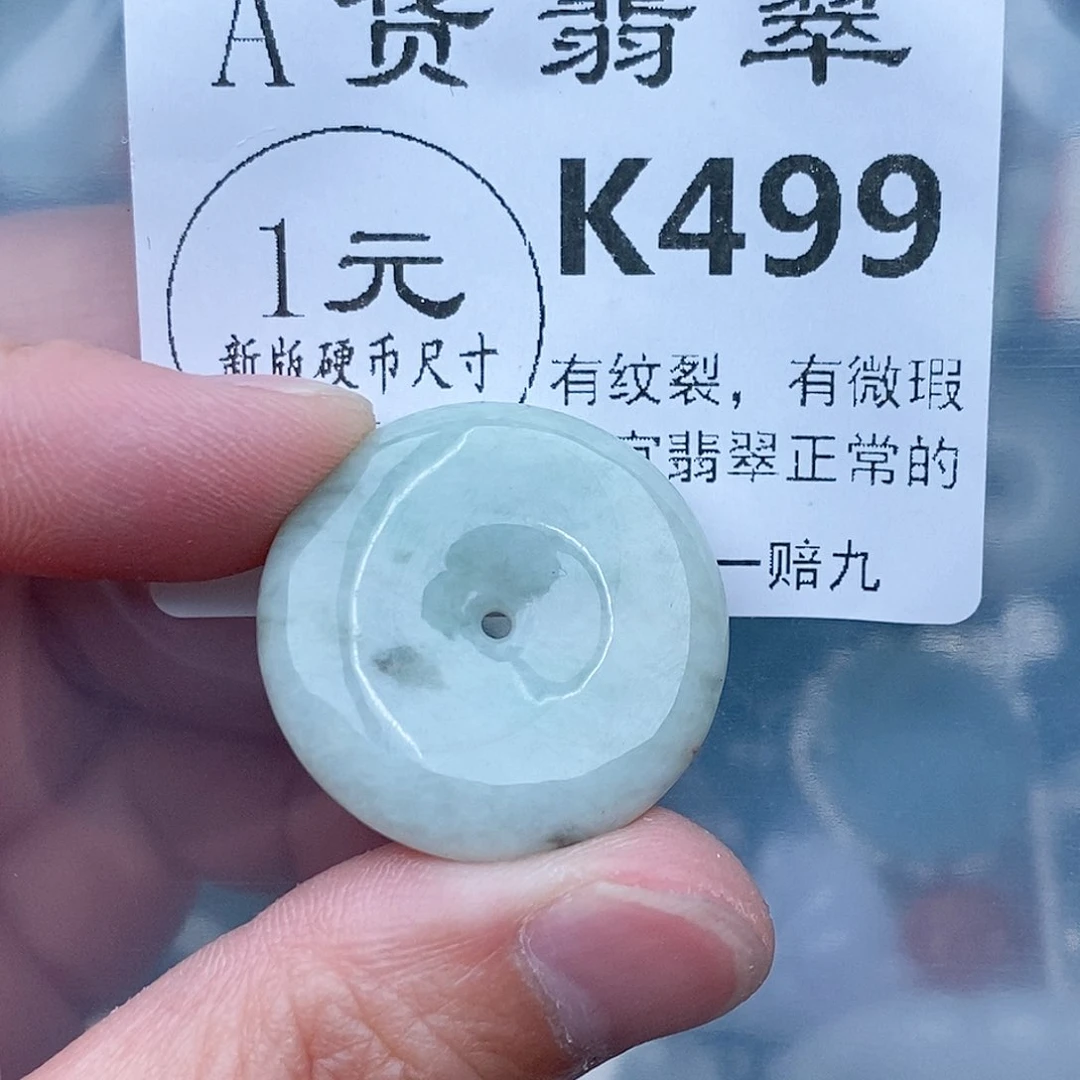 A货翡翠
K499
1元
新版硬币尺寸
有纹裂，有微瑕
翡翠正常的
一赔九